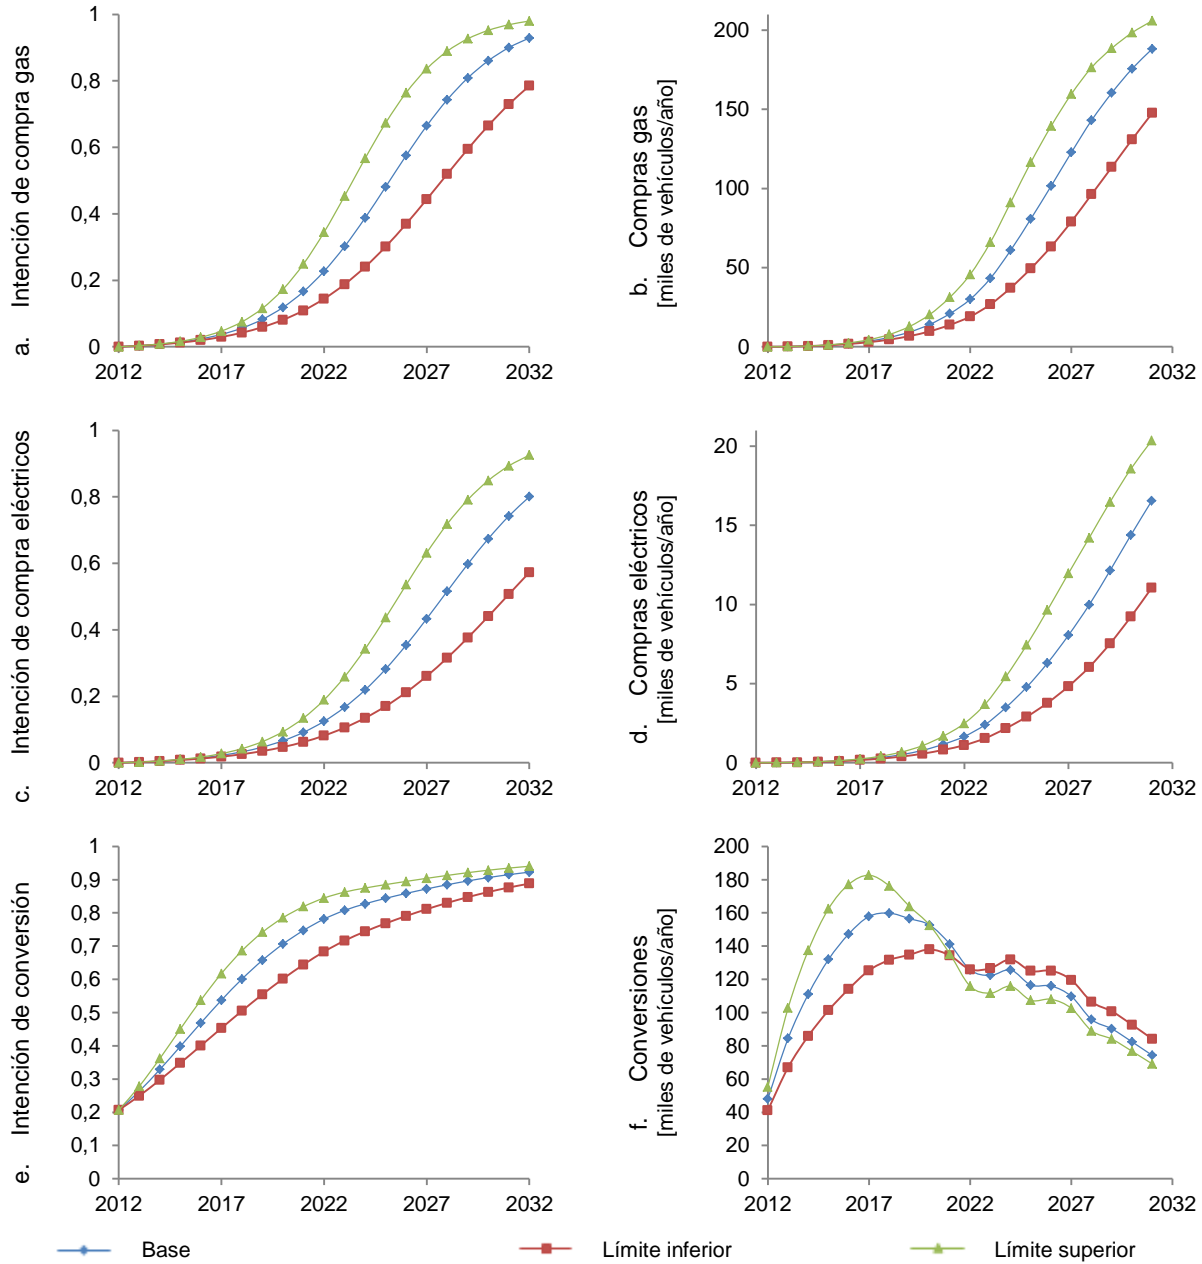 a. Intención de compra gas
1
0,8
0,6
0,4
0,2
0
2012 2017 2022 2027 2032
b. Compras gas
[miles de vehículos/año]
200
150
100
50
0
2012 2017 2022 2027 2032
c. Intención de compra eléctricos
1
0,8
0,6
0,4
0,2
0
2012 2017 2022 2027 2032
d. Compras eléctricos
[miles de vehículos/año]
20
15
10
5
0
2012 2017 2022 2027 2032
e. Intención de conversión
1
0,9
0,8
0,7
0,6
0,5
0,4
0,3
0,2
0,1
0
2012 2017 2022 2027 2032
f. Conversiones
[miles de vehículos/año]
200
180
160
140
120
100
80
60
40
20
0
2012 2017 2022 2027 2032
Base Límite inferior Límite superior